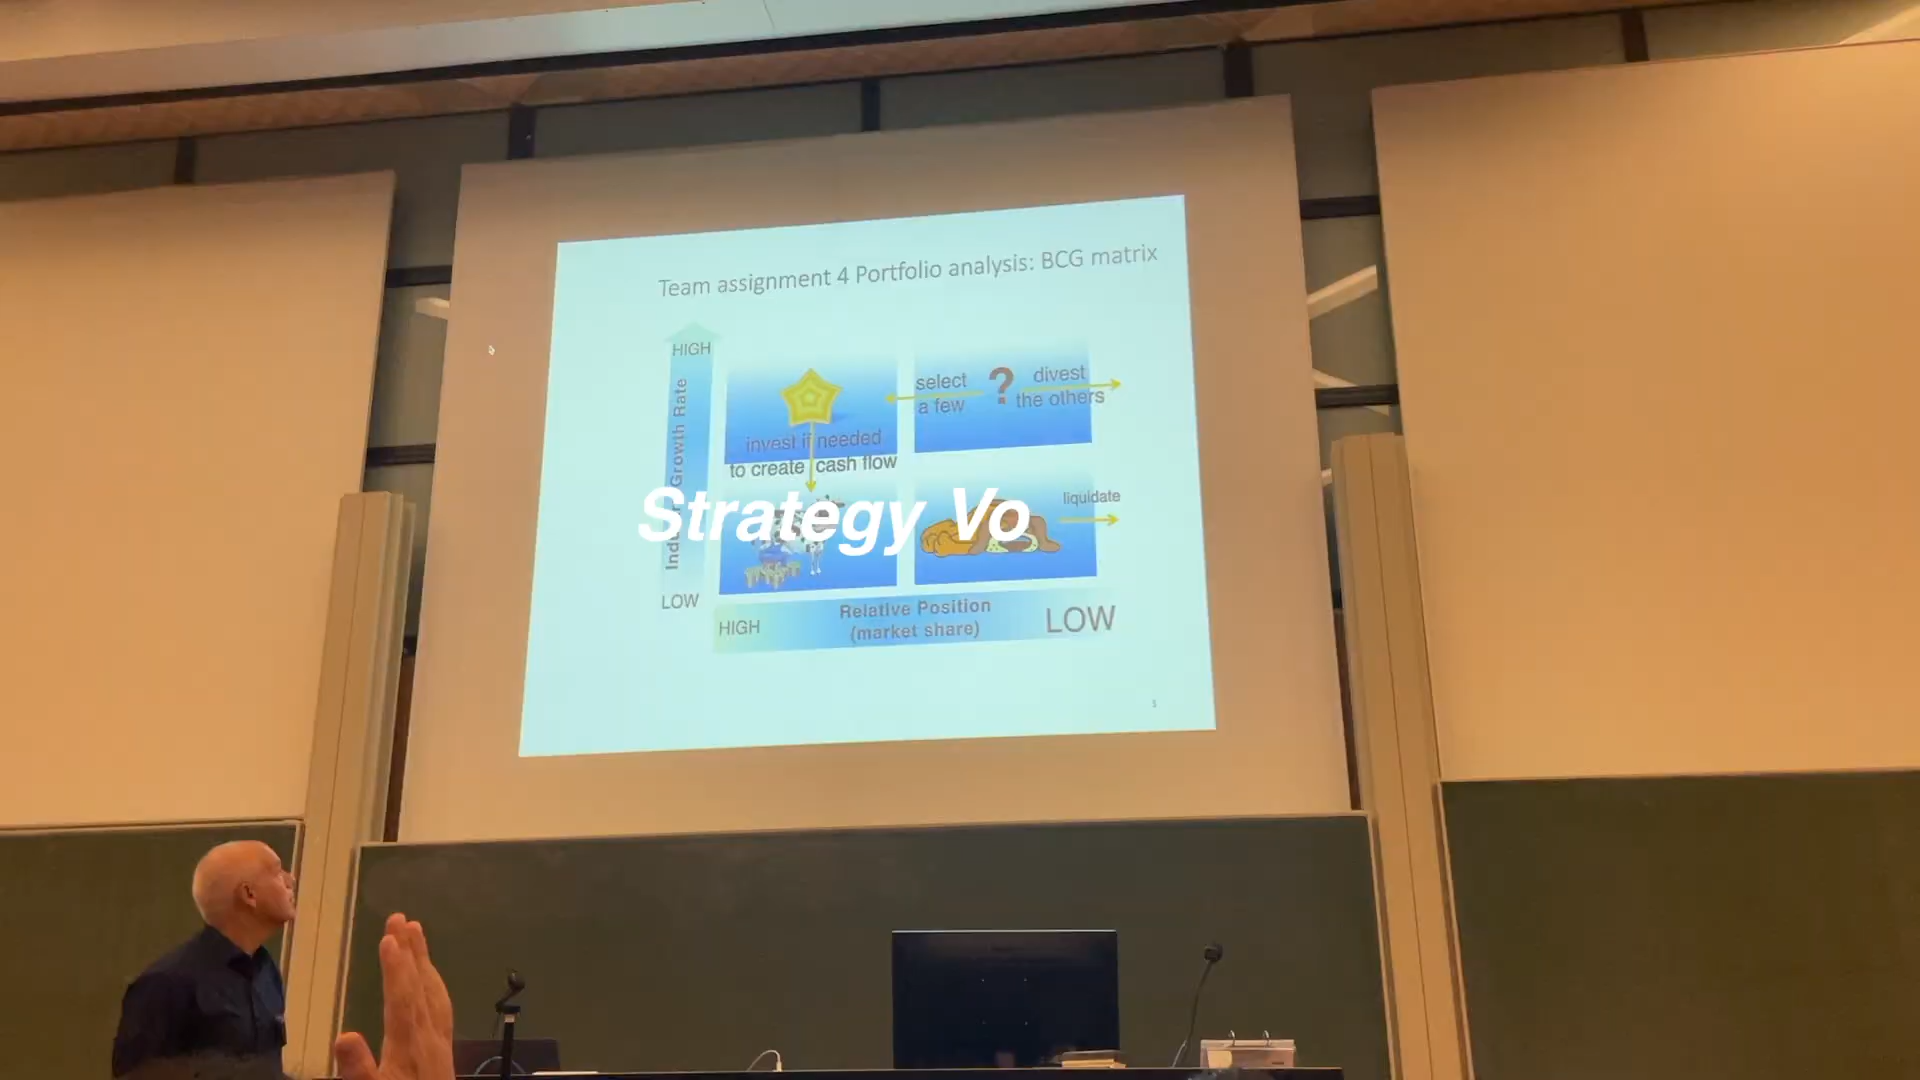 Team assignment 4 Portfolio analysis: BCG matrix
HIGH
Growth Rate
LOW
select
a few
?
divest
the others
invest if needed
to create cash flow
Strategy Vo
liquidate
HIGH
Relative Position
(market share)
LOW